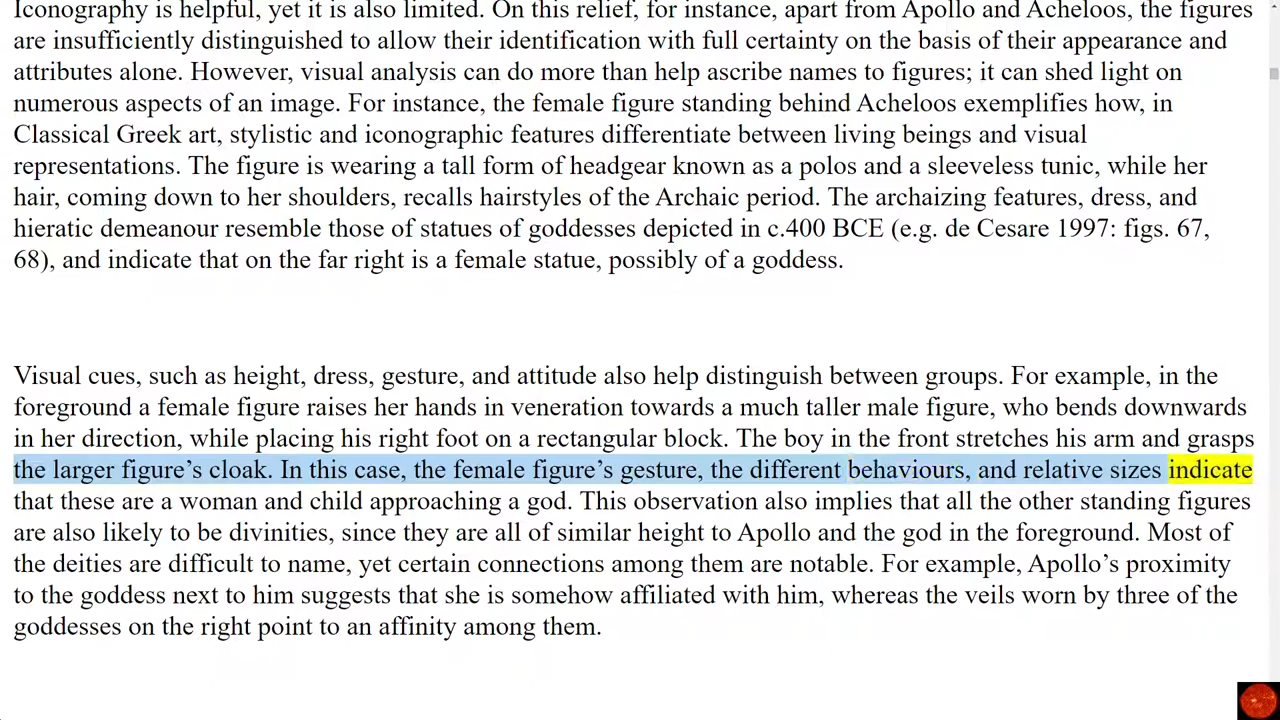 Iconography is helpful, yet it is also limited. On this relief, for instance, apart from Apollo and Acheloos, the figures
are insufficiently distinguished to allow their identification with full certainty on the basis of their appearance and
attributes alone. However, visual analysis can do more than help ascribe names to figures; it can shed light on
numerous aspects of an image. For instance, the female figure standing behind Acheloos exemplifies how, in
Classical Greek art, stylistic and iconographic features differentiate between living beings and visual
representations. The figure is wearing a tall form of headgear known as a polos and a sleeveless tunic, while her
hair, coming down to her shoulders, recalls hairstyles of the Archaic period. The archaizing features, dress, and
hieratic demeanour resemble those of statues of goddesses depicted in c.400 BCE (e.g. de Cesare 1997: figs. 67,
68), and indicate that on the far right is a female statue, possibly of a goddess.
Visual cues, such as height, dress, gesture, and attitude also help distinguish between groups. For example, in the
foreground a female figure raises her hands in veneration towards a much taller male figure, who bends downwards
in her direction, while placing his right foot on a rectangular block. The boy in the front stretches his arm and grasps
the larger figure’s cloak. In this case, the female figure’s gesture, the different behaviours, and relative sizes indicate
that these are a woman and child approaching a god. This observation also implies that all the other standing figures
are also likely to be divinities, since they are all of similar height to Apollo and the god in the foreground. Most of
the deities are difficult to name, yet certain connections among them are notable. For example, Apollo’s proximity
to the goddess next to him suggests that she is somehow affiliated with him, whereas the veils worn by three of the
goddesses on the right point to an affinity among them.